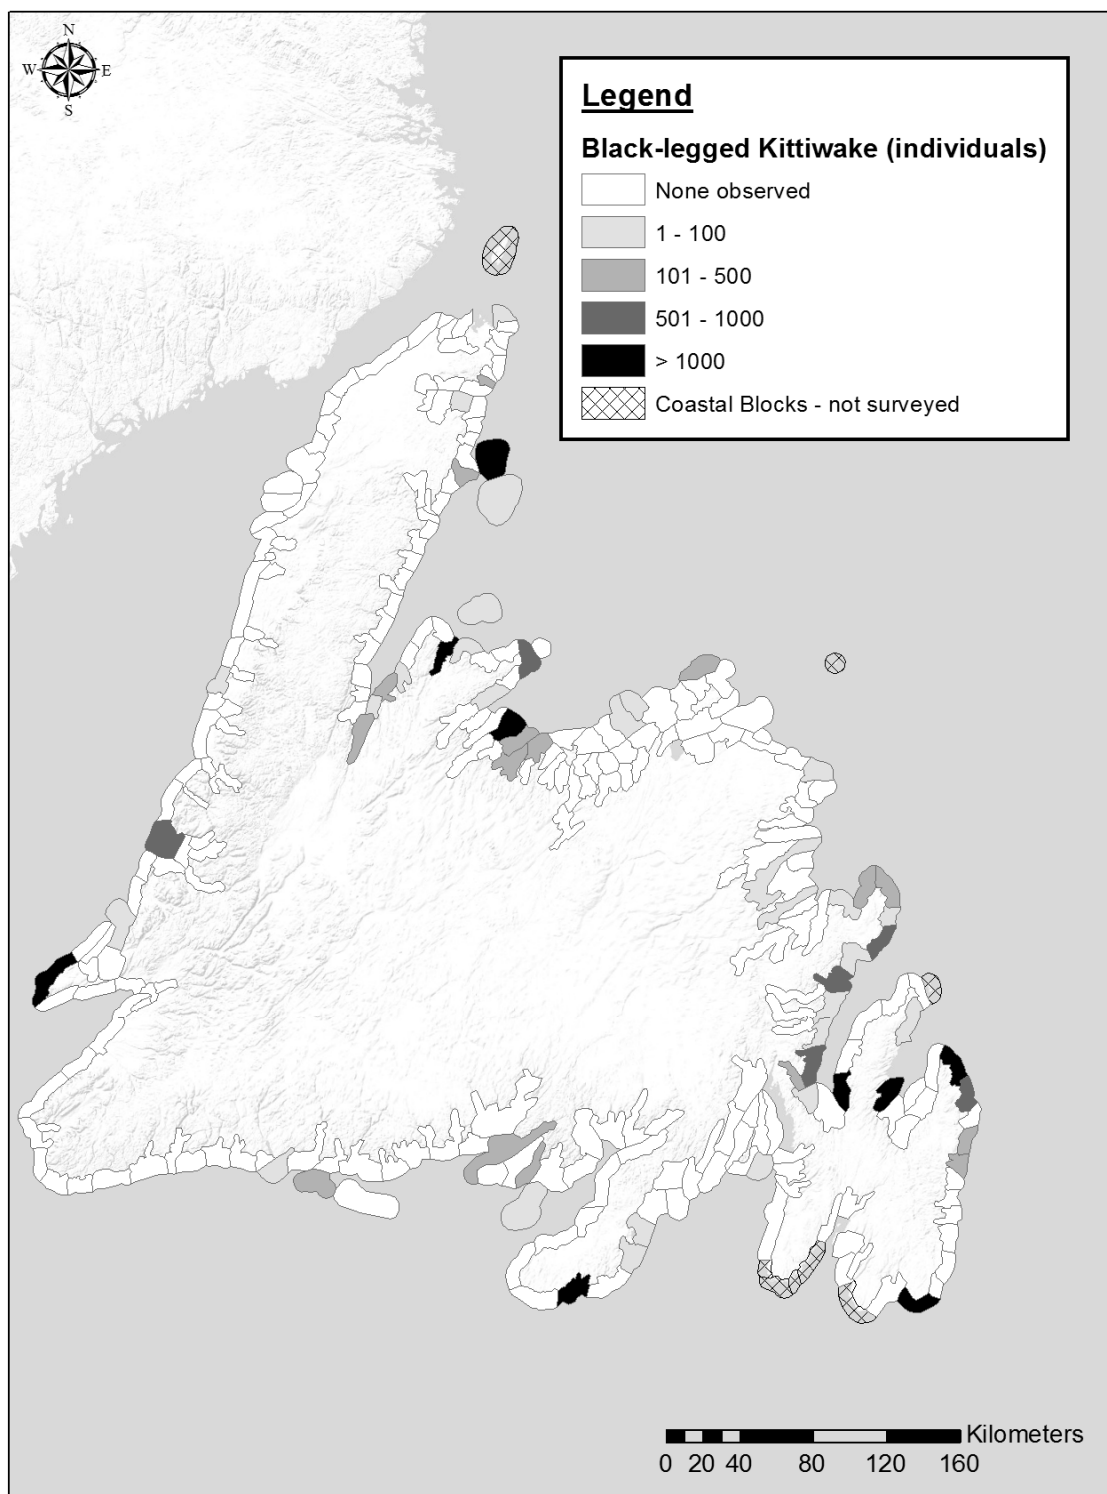 N
W E
S
Legend
Black-legged Kittiwake (individuals)
None observed
1 - 100
101 - 500
501 - 1000
> 1000
Coastal Blocks - not surveyed
Kilometers
0 20 40 80 120 160